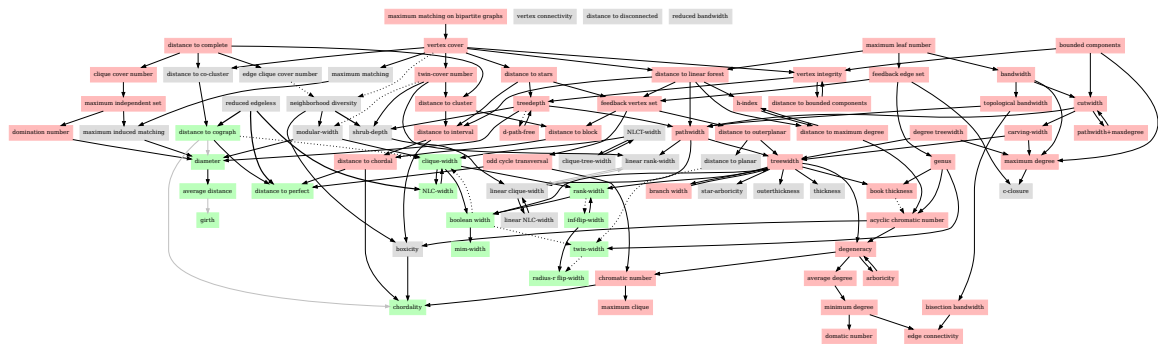 maximum matching on bipartite graphs
vertex connectivity
distance to disconnected
reduced bandwidth
distance to complete
vertex cover
maximum leaf number
bounded components
clique cover number
distance to co-cluster
edge clique cover number
maximum matching
twin-cover number
distance to stars
distance to linear forest
vertex integrity
feedback edge set
bandwidth
maximum independent set
reduced edgeless
neighborhood diversity
distance to cluster
treedepth
feedback vertex set
h-index
distance to bounded components
topological bandwidth
cutwidth
domination number
maximum induced matching
distance to cograph
modular-width
shrub-depth
distance to interval
d-path-free
distance to block
NLCT-width
pathwidth
distance to outerplanar
distance to maximum degree
degree treewidth
carving-width
pathwidth+maxdegree
diameter
distance to chordal
clique-width
odd cycle transversal
clique-tree-width
linear rank-width
distance to planar
treewidth
genus
maximum degree
average distance
distance to perfect
NLC-width
linear clique-width
rank-width
branch width
star-arboricity
outerthickness
thickness
book thickness
c-closure
girth
boolean width
linear NLC-width
inf-flip-width
acyclic chromatic number
boxicity
mim-width
twin-width
degeneracy
radius-r flip-width
chromatic number
average degree
arboricity
chordality
maximum clique
minimum degree
bisection bandwidth
domatic number
edge connectivity